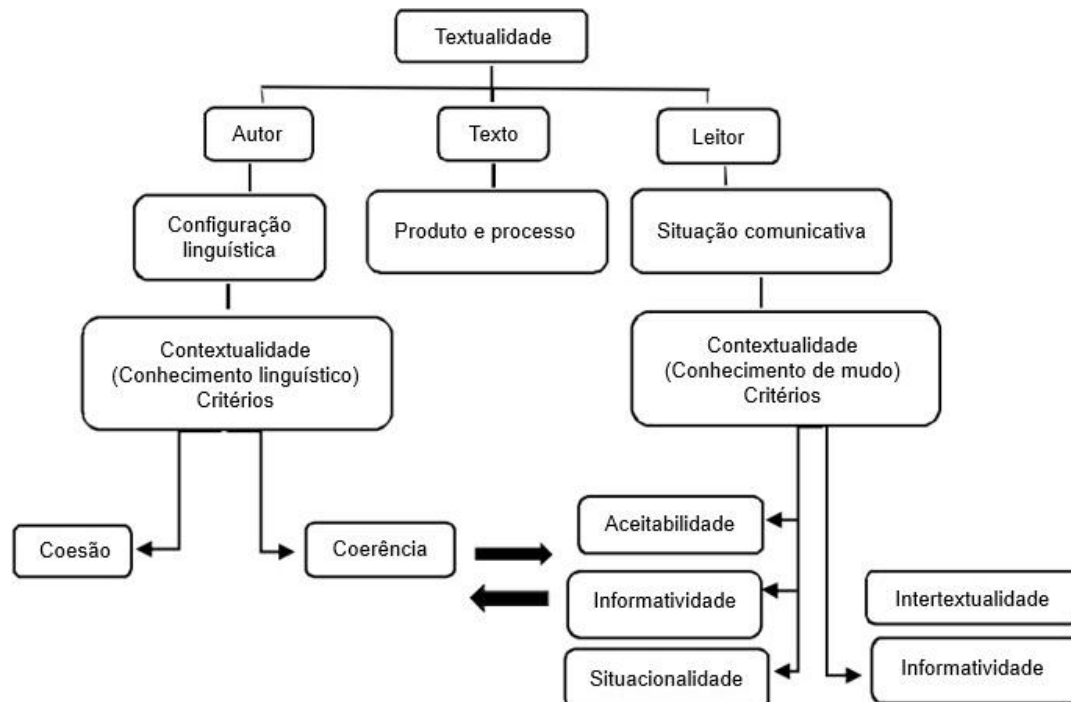 Textualidade
Autor
Texto
Leitor
Configuração
linguística
Produto e processo
Situação comunicativa
Contextualidade
(Conhecimento linguístico)
Critérios
Contextualidade
(Conhecimento de mudo)
Critérios
Coesão
Coerência
Aceitabilidade
Informatividade
Situacionalidade
Intertextualidade
Informatividade